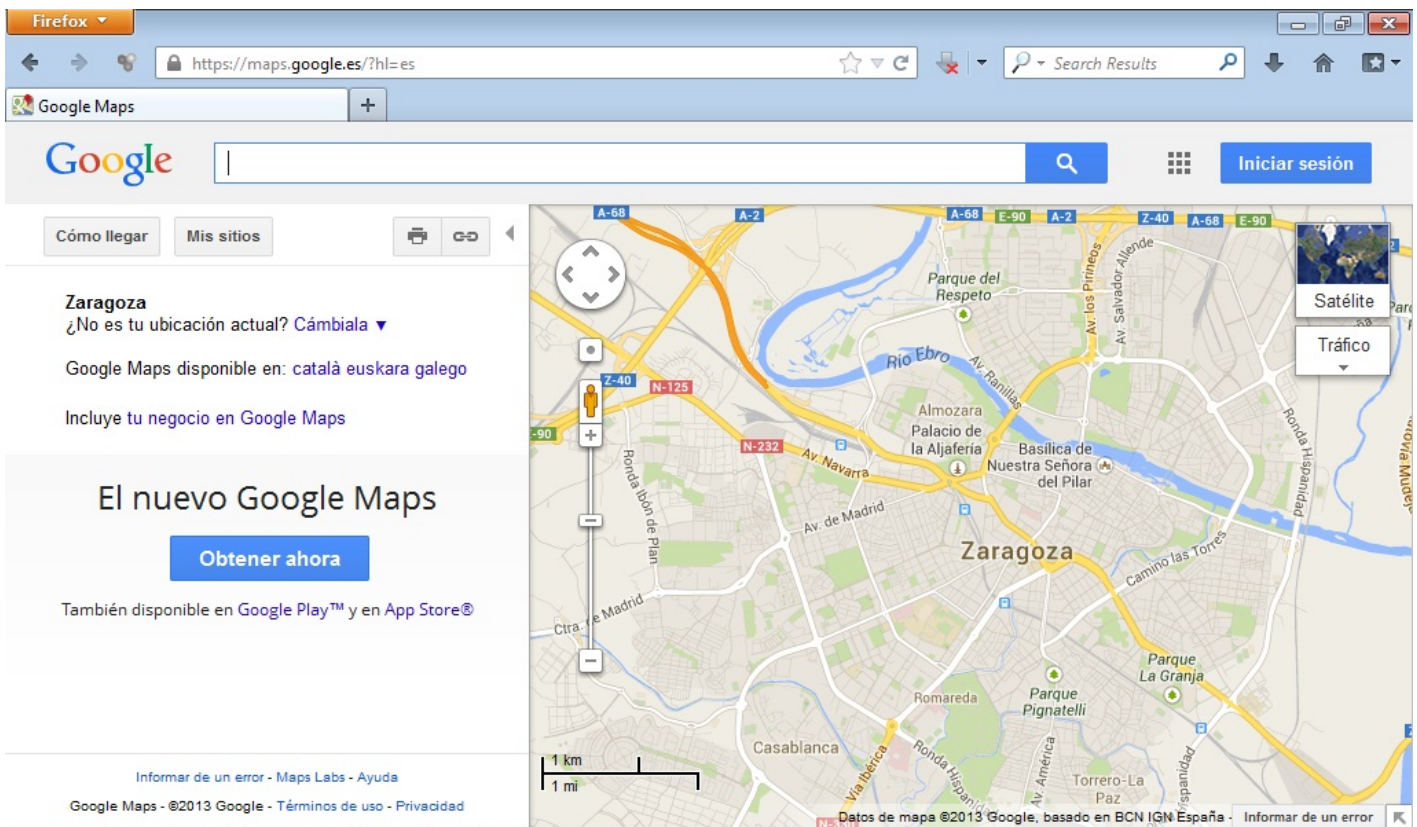 Firefox
https://maps.google.es/?hl=es
Search Results
Google Maps
Google
Iniciar sesión
Cómo llegar
Mis sitios
Zaragoza
¿No es tu ubicación actual? Cámbiala ▼
Google Maps disponible en: català euskara galego
Incluye tu negocio en Google Maps
El nuevo Google Maps
Obtener ahora
También disponible en Google Play™ y en App Store®
Informar de un error - Maps Labs - Ayuda
Google Maps - ©2013 Google - Términos de uso - Privacidad
A-68
A-2
A-68
E-90
A-2
Z-40
A-68
E-90
Satélite
Tráfico
Parque del
Respeto
Av. los Pirineos
Av. Salvador Allende
Río Ebro
Av. Ranillas
Z-40
N-125
-90
N-232
Av. Navarra
Almozara
Palacio de
la Aljafería
Basílica de
Nuestra Señora
del Pilar
Ronda Hispanidad
Ronda Ibón de Plan
Av. de Madrid
Zaragoza
Camino las Torres
Ctra. de Madrid
Parque
La Granja
Parque
Pignatelli
Romareda
Casablanca
Vía Ibérica
Ronda Hispanidad
Av. América
Torrero-La
Paz
Hispanidad
1 km
1 mi
N-330
Datos de mapa ©2013 Google, basado en BCN IGN España -
Informar de un error